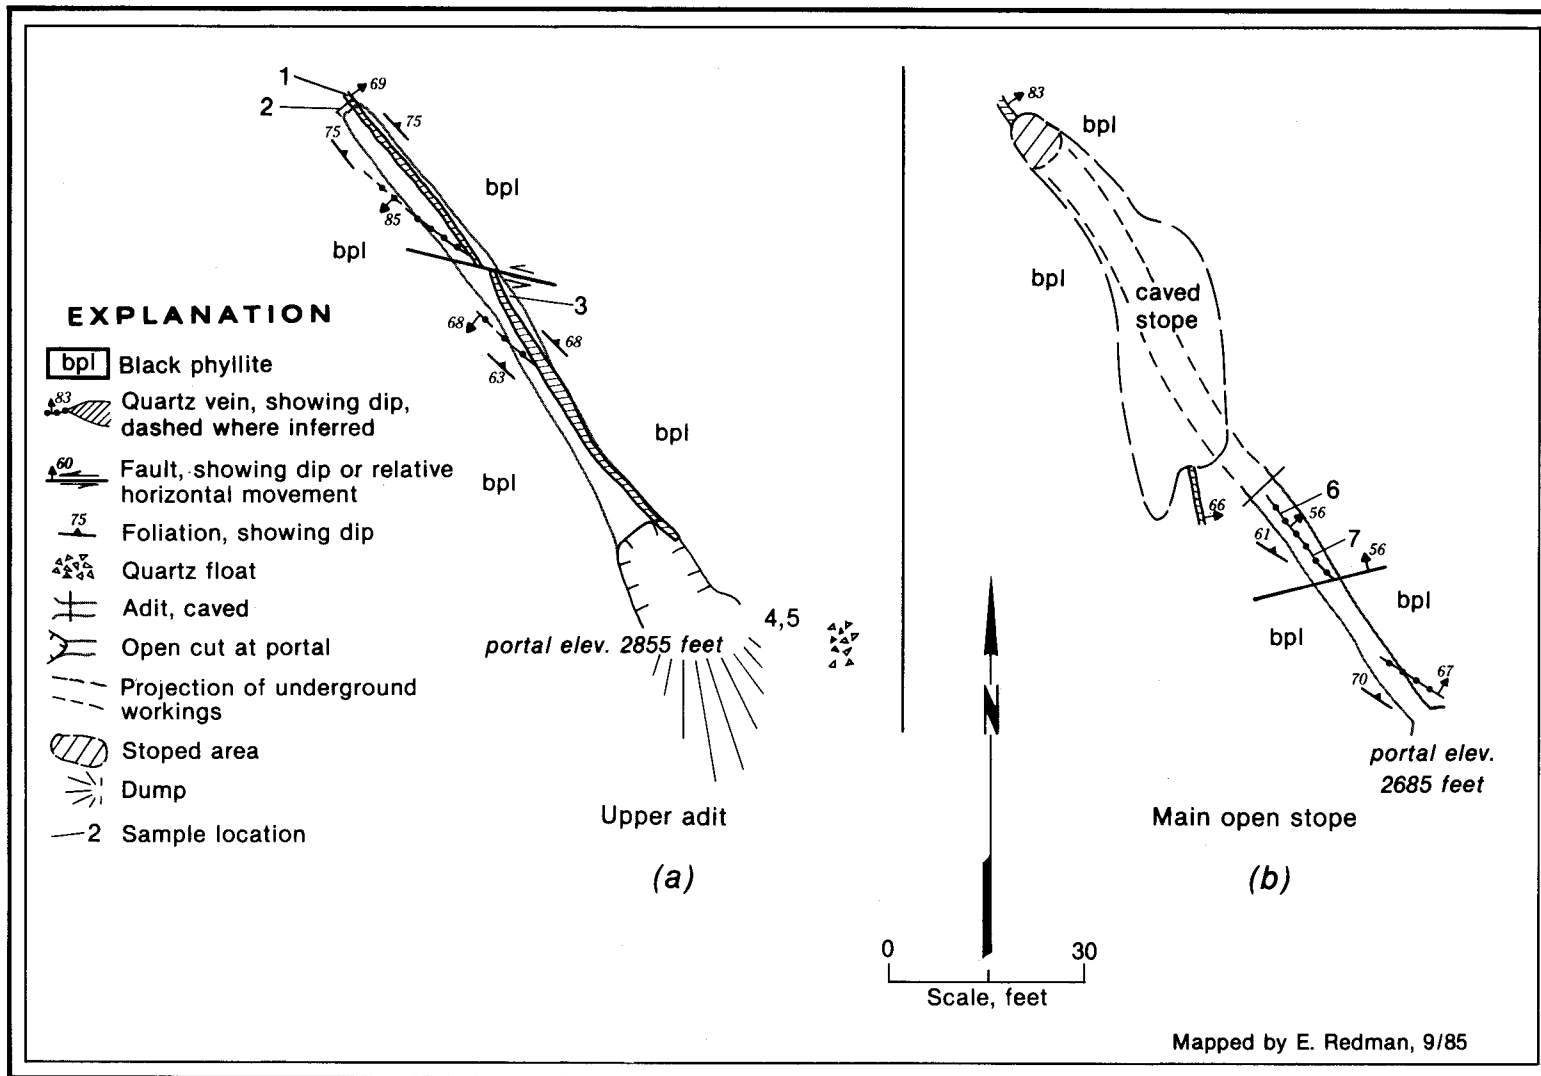 1
69
2
75
75
bpl
85
bpl
3
68
68
63
bpl
bpl
4,5
portal elev. 2855 feet
Upper adit
(a)
EXPLANATION
bpl Black phyllite
83 Quartz vein, showing dip,
dashed where inferred
60 Fault, showing dip or relative
horizontal movement
75 Foliation, showing dip
Quartz float
Adit, caved
Open cut at portal
Projection of underground
workings
Stoped area
Dump
2 Sample location
83
bpl
bpl
caved
stope
66
6
56
61
7
56
bpl
bpl
70
67
portal elev.
2685 feet
Main open stope
(b)
N
0 30
Scale, feet
Mapped by E. Redman, 9/85